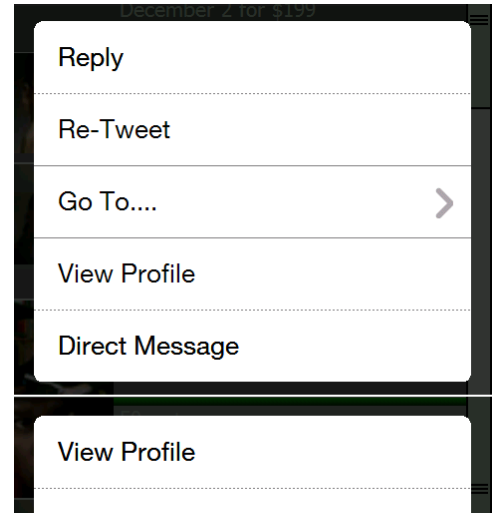 December 2 for $199
Reply
Re-Tweet
Go To....
View Profile
Direct Message
View Profile